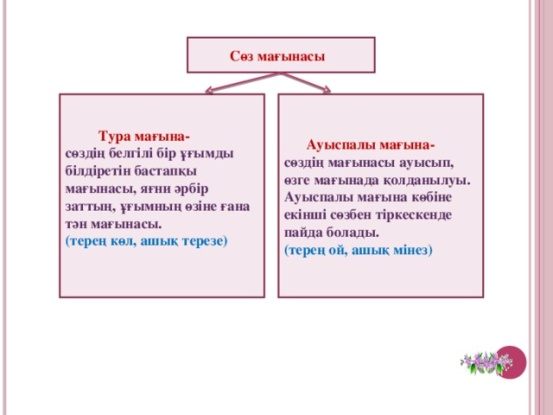 Сөз мағынасы
Тура мағына-
сөздің белгілі бір ұғымды
білдіретін бастапқы
мағынасы, яғни әрбір
заттың, ұғымның өзіне ғана
тән мағынасы.
(терең көл, ашық терезе)
Ауыспалы мағына-
сөздің мағынасы ауысып,
өзге мағынада қолданылуы.
Ауыспалы мағына көбіне
екінші сөзбен тіркескенде
пайда болады.
(терең ой, ашық мінез)